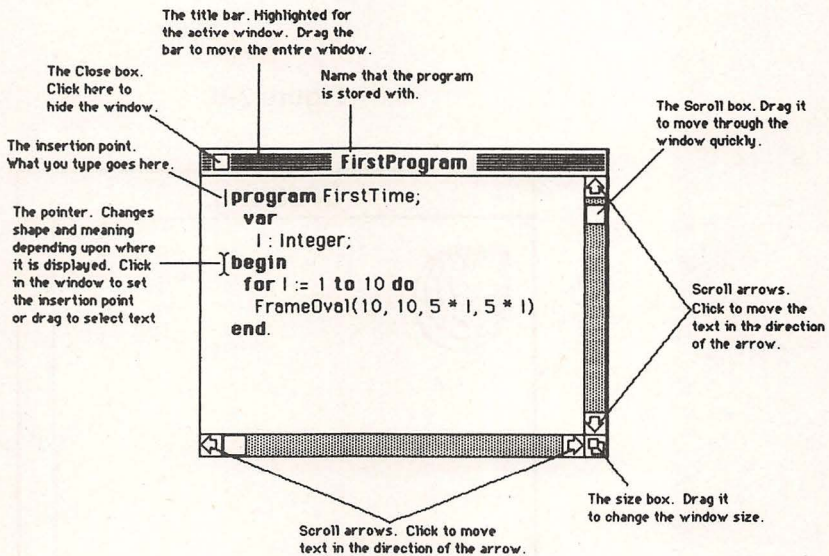 The title bar. Highlighted for
the active window. Drag the
bar to move the entire window.
The Close box.
Click here to
hide the window.
Name that the program
is stored with.
The Scroll box. Drag it
to move through the
window quickly.
The insertion point.
What you type goes here.
The pointer. Changes
shape and meaning
depending upon where
it is displayed. Click
in the window to set
the insertion point
or drag to select text
FirstProgram
program FirstTime;
var
I : Integer;
begin
for I := 1 to 10 do
FrameOval(10, 10, 5 * I, 5 * I)
end.
Scroll arrows.
Click to move the
text in the direction
of the arrow.
The size box. Drag it
to change the window size.
Scroll arrows. Click to move
text in the direction of the arrow.